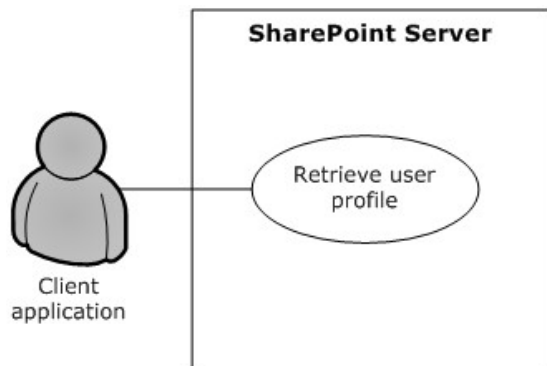 SharePoint Server
Retrieve user
profile
Client
application